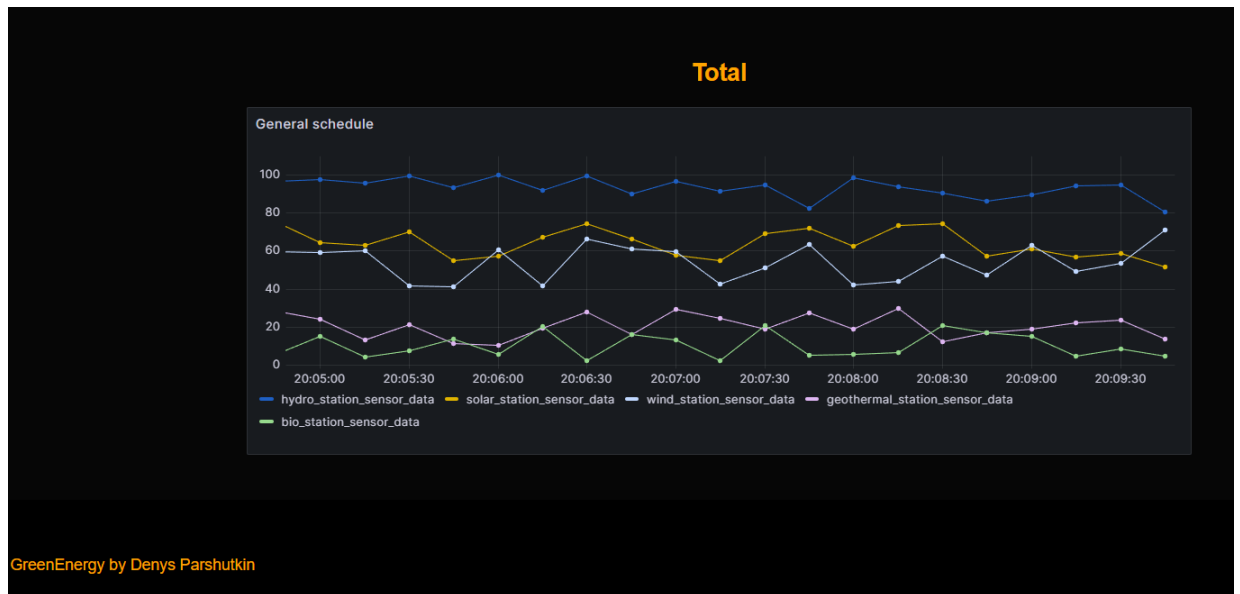 Total
General schedule
100
80
60
40
20
0
20:05:00 20:05:30 20:06:00 20:06:30 20:07:00 20:07:30 20:08:00 20:08:30 20:09:00 20:09:30
hydro_station_sensor_data solar_station_sensor_data wind_station_sensor_data geothermal_station_sensor_data
bio_station_sensor_data
GreenEnergy by Denys Parshutkin